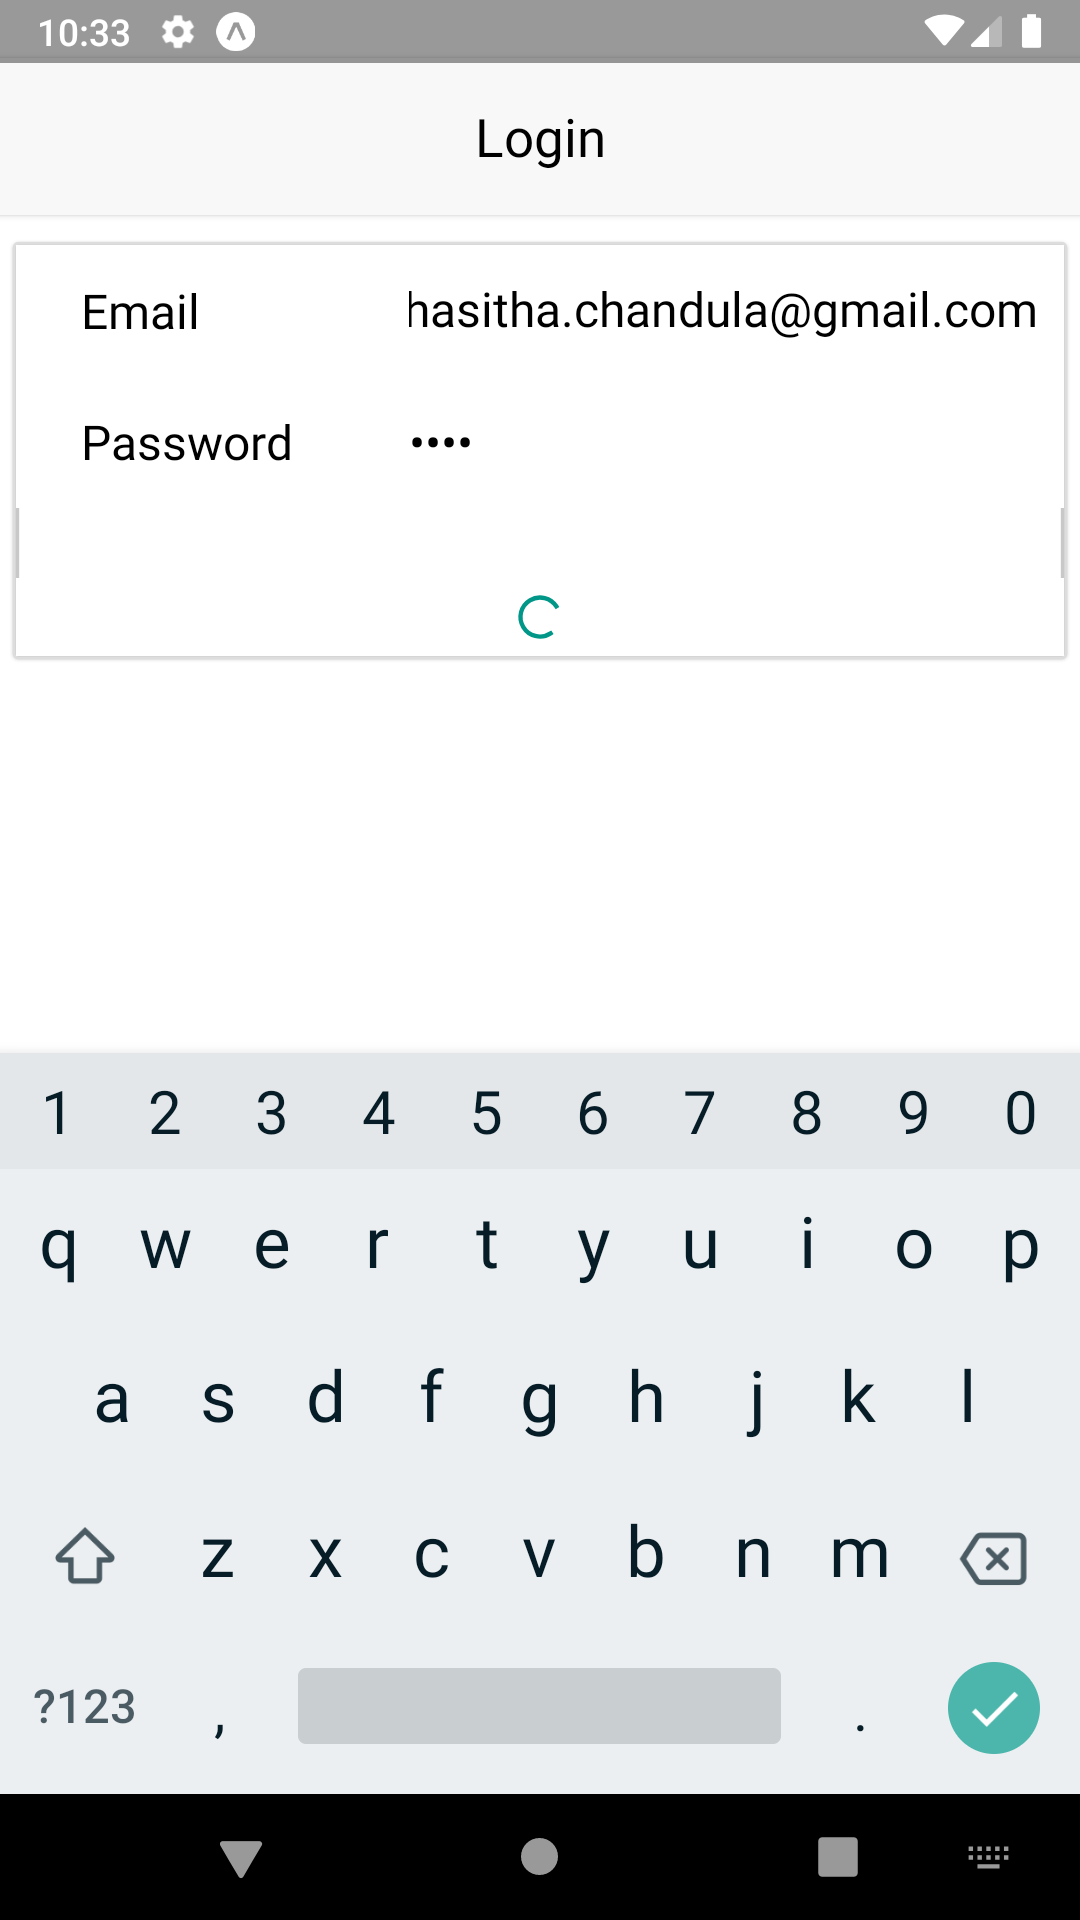 10:33
Login
Email hasitha.chandula@gmail.com
Password ••••
1 2 3 4 5 6 7 8 9 0
q w e r t y u i o p
a s d f g h j k l
z x c v b n m
?123 , .